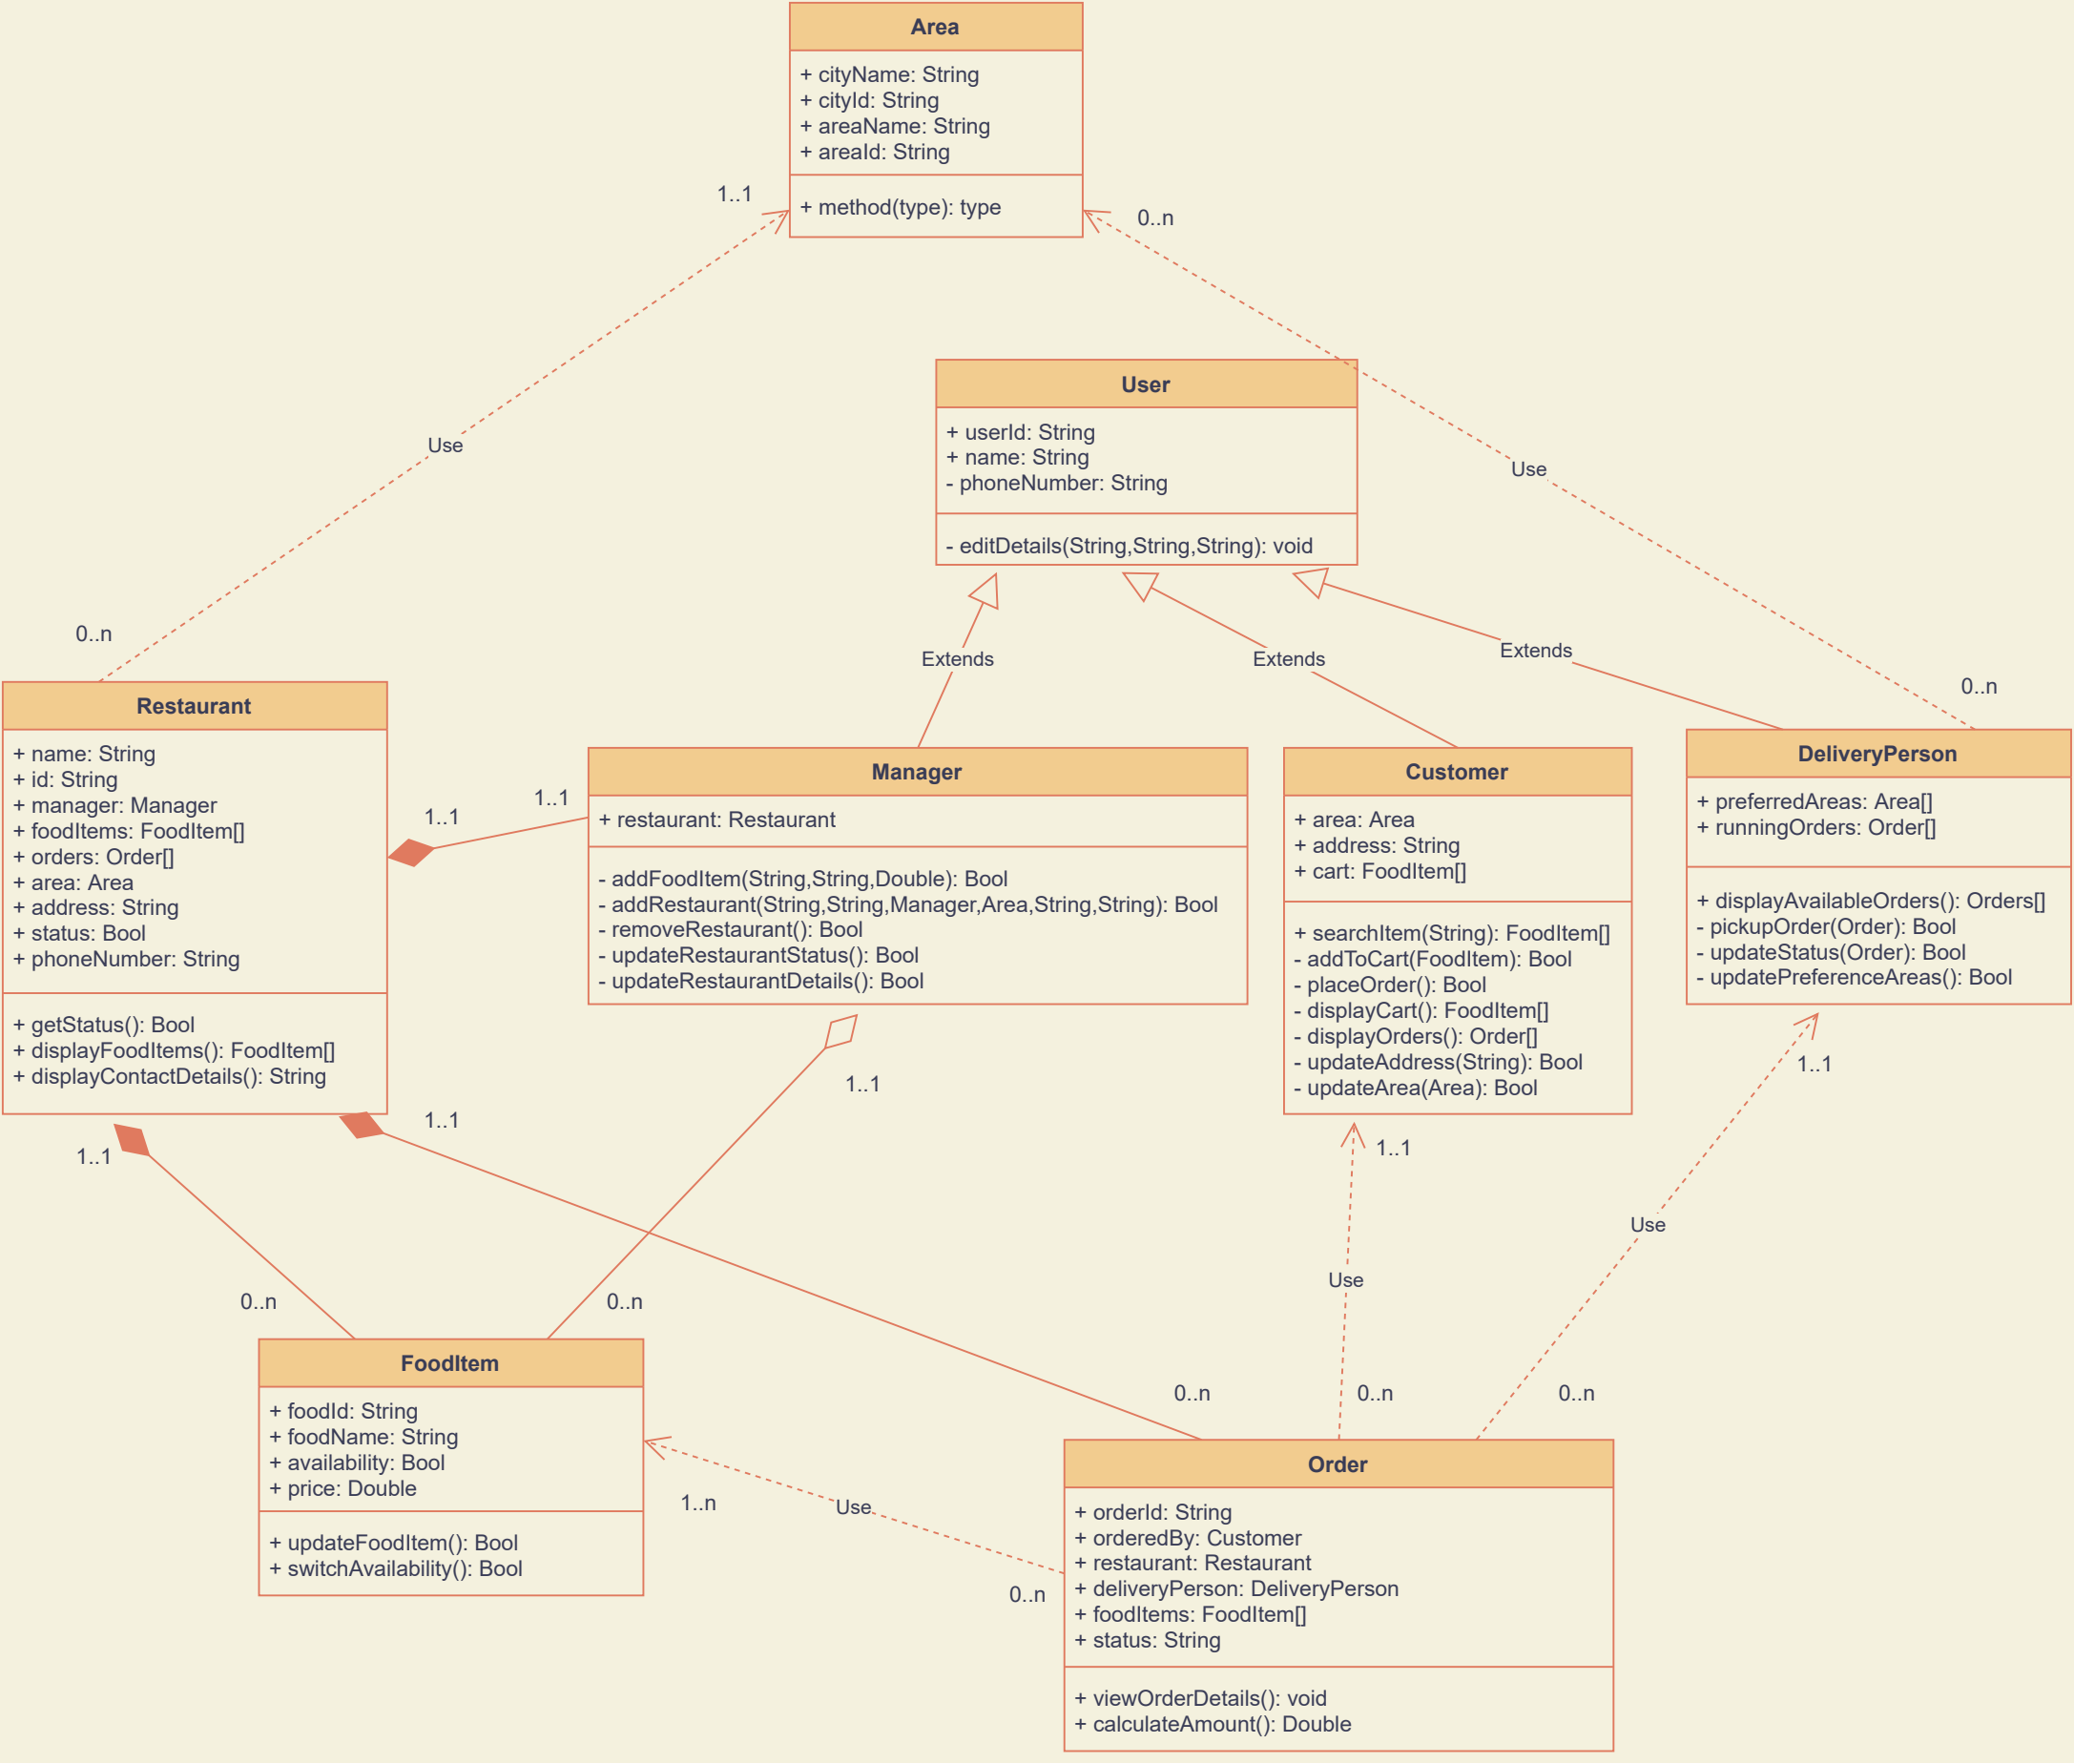 Area
+ cityName: String
+ cityId: String
+ areaName: String
+ areaId: String
+ method(type): type
1..1
0..n
Use
Use
User
+ userId: String
+ name: String
- phoneNumber: String
- editDetails(String,String,String): void
Extends
Extends
Extends
0..n
0..n
Restaurant
+ name: String
+ id: String
+ manager: Manager
+ foodItems: FoodItem[]
+ orders: Order[]
+ area: Area
+ address: String
+ status: Bool
+ phoneNumber: String
+ getStatus(): Bool
+ displayFoodItems(): FoodItem[]
+ displayContactDetails(): String
1..1
1..1
Manager
+ restaurant: Restaurant
- addFoodItem(String,String,Double): Bool
- addRestaurant(String,String,Manager,Area,String,String): Bool
- removeRestaurant(): Bool
- updateRestaurantStatus(): Bool
- updateRestaurantDetails(): Bool
Customer
+ area: Area
+ address: String
+ cart: FoodItem[]
+ searchItem(String): FoodItem[]
- addToCart(FoodItem): Bool
- placeOrder(): Bool
- displayCart(): FoodItem[]
- displayOrders(): Order[]
- updateAddress(String): Bool
- updateArea(Area): Bool
DeliveryPerson
+ preferredAreas: Area[]
+ runningOrders: Order[]
+ displayAvailableOrders(): Orders[]
- pickupOrder(Order): Bool
- updateStatus(Order): Bool
- updatePreferenceAreas(): Bool
1..1
1..1
1..1
1..1
1..1
Use
Use
0..n
0..n
0..n
0..n
0..n
FoodItem
+ foodId: String
+ foodName: String
+ availability: Bool
+ price: Double
+ updateFoodItem(): Bool
+ switchAvailability(): Bool
1..n
Use
0..n
Order
+ orderId: String
+ orderedBy: Customer
+ restaurant: Restaurant
+ deliveryPerson: DeliveryPerson
+ foodItems: FoodItem[]
+ status: String
+ viewOrderDetails(): void
+ calculateAmount(): Double